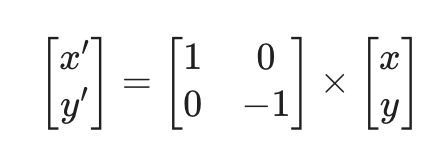 [x′ y′] = [1 0 0 −1] × [x y]